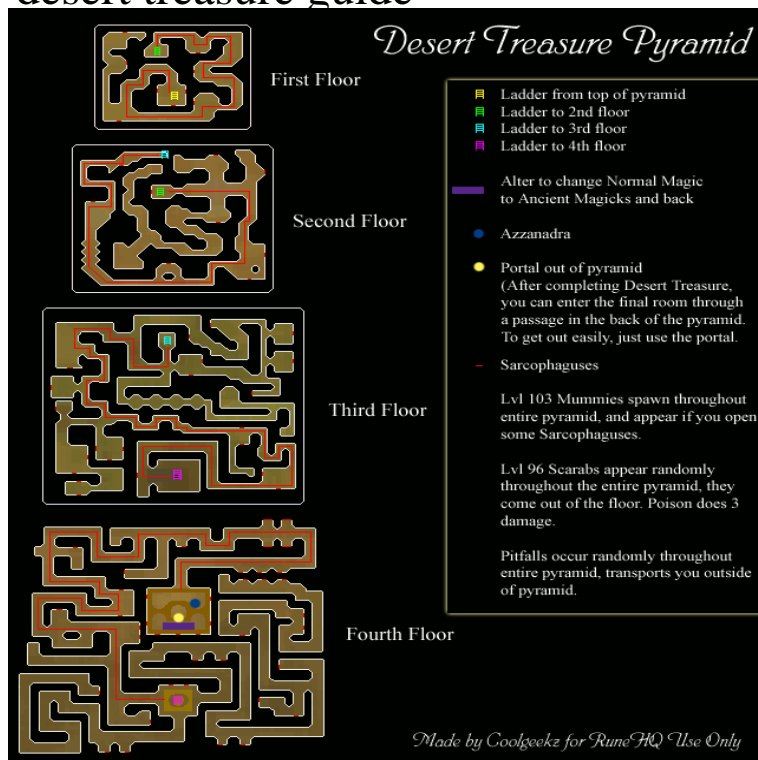 desert treasure guide
Desert Treasure Pyramid
First Floor
Ladder from top of pyramid
Ladder to 2nd floor
Ladder to 3rd floor
Ladder to 4th floor
Alter to change Normal Magic
to Ancient Magicks and back
Second Floor
Azzanadra
Portal out of pyramid
(After completing Desert Treasure,
you can enter the final room through
a passage in the back of the pyramid.
To get out easily, just use the portal.
Sarcophaguses
Third Floor
Lvl 103 Mummies spawn throughout
entire pyramid, and appear if you open
some Sarcophaguses.
Lvl 96 Scarabs appear randomly
throughout the entire pyramid, they
come out of the floor. Poison does 3
damage.
Pitfalls occur randomly throughout
entire pyramid, transports you outside
of pyramid.
Fourth Floor
Made by Coolgeekz for RuneHQ Use Only